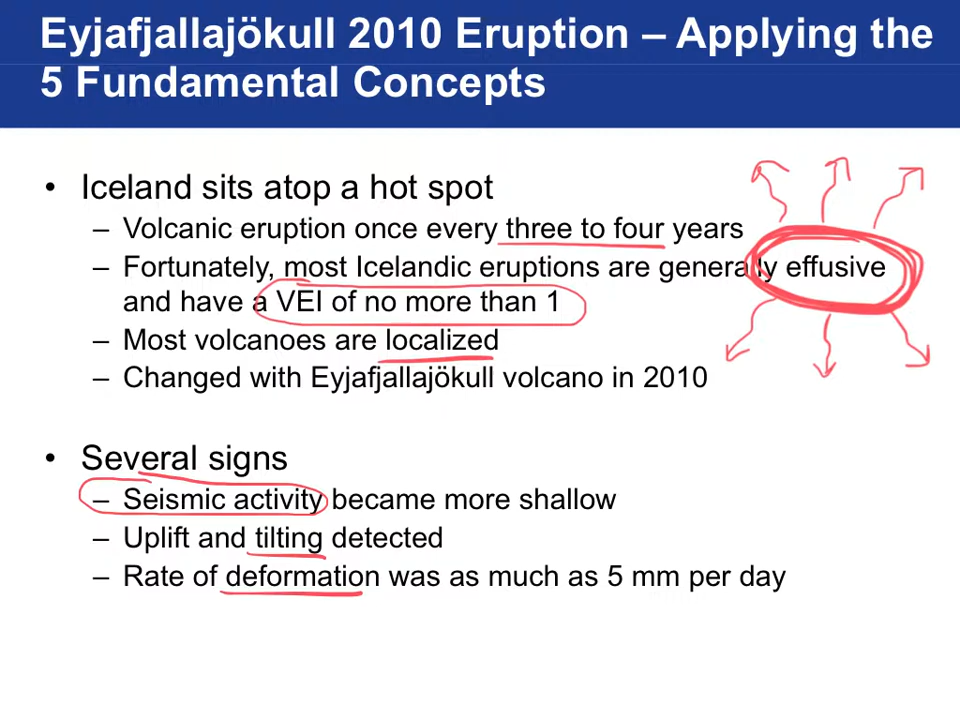 Eyjafjallajökull 2010 Eruption – Applying the
5 Fundamental Concepts
• Iceland sits atop a hot spot
– Volcanic eruption once every three to four years
– Fortunately, most Icelandic eruptions are generally effusive
and have a VEI of no more than 1
– Most volcanoes are localized
– Changed with Eyjafjallajökull volcano in 2010
• Several signs
– Seismic activity became more shallow
– Uplift and tilting detected
– Rate of deformation was as much as 5 mm per day